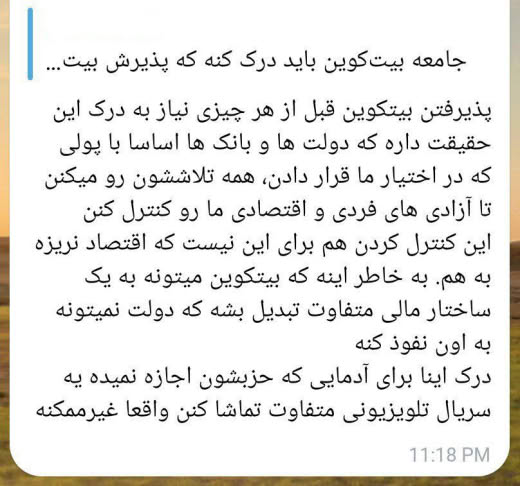 جامعه بیت‌کوین باید درک کنه که پذیرش بیت...
پذیرفتن بیتکوین قبل از هر چیزی نیاز به درک این
حقیقت داره که دولت ها و بانک ها اساسا با پولی
که در اختیار ما قرار دادن، همه تلاششون رو میکنن
تا آزادی های فردی و اقتصادی ما رو کنترل کنن
این کنترل کردن هم برای این نیست که اقتصاد نریزه
به هم. به خاطر اینه که بیتکوین میتونه به یک
ساختار مالی متفاوت تبدیل بشه که دولت نمیتونه
به اون نفوذ کنه
درک اینا برای آدمایی که حزبشون اجازه نمیده یه
سریال تلویزیونی متفاوت تماشا کنن واقعا غیرممکنه
11:18 PM